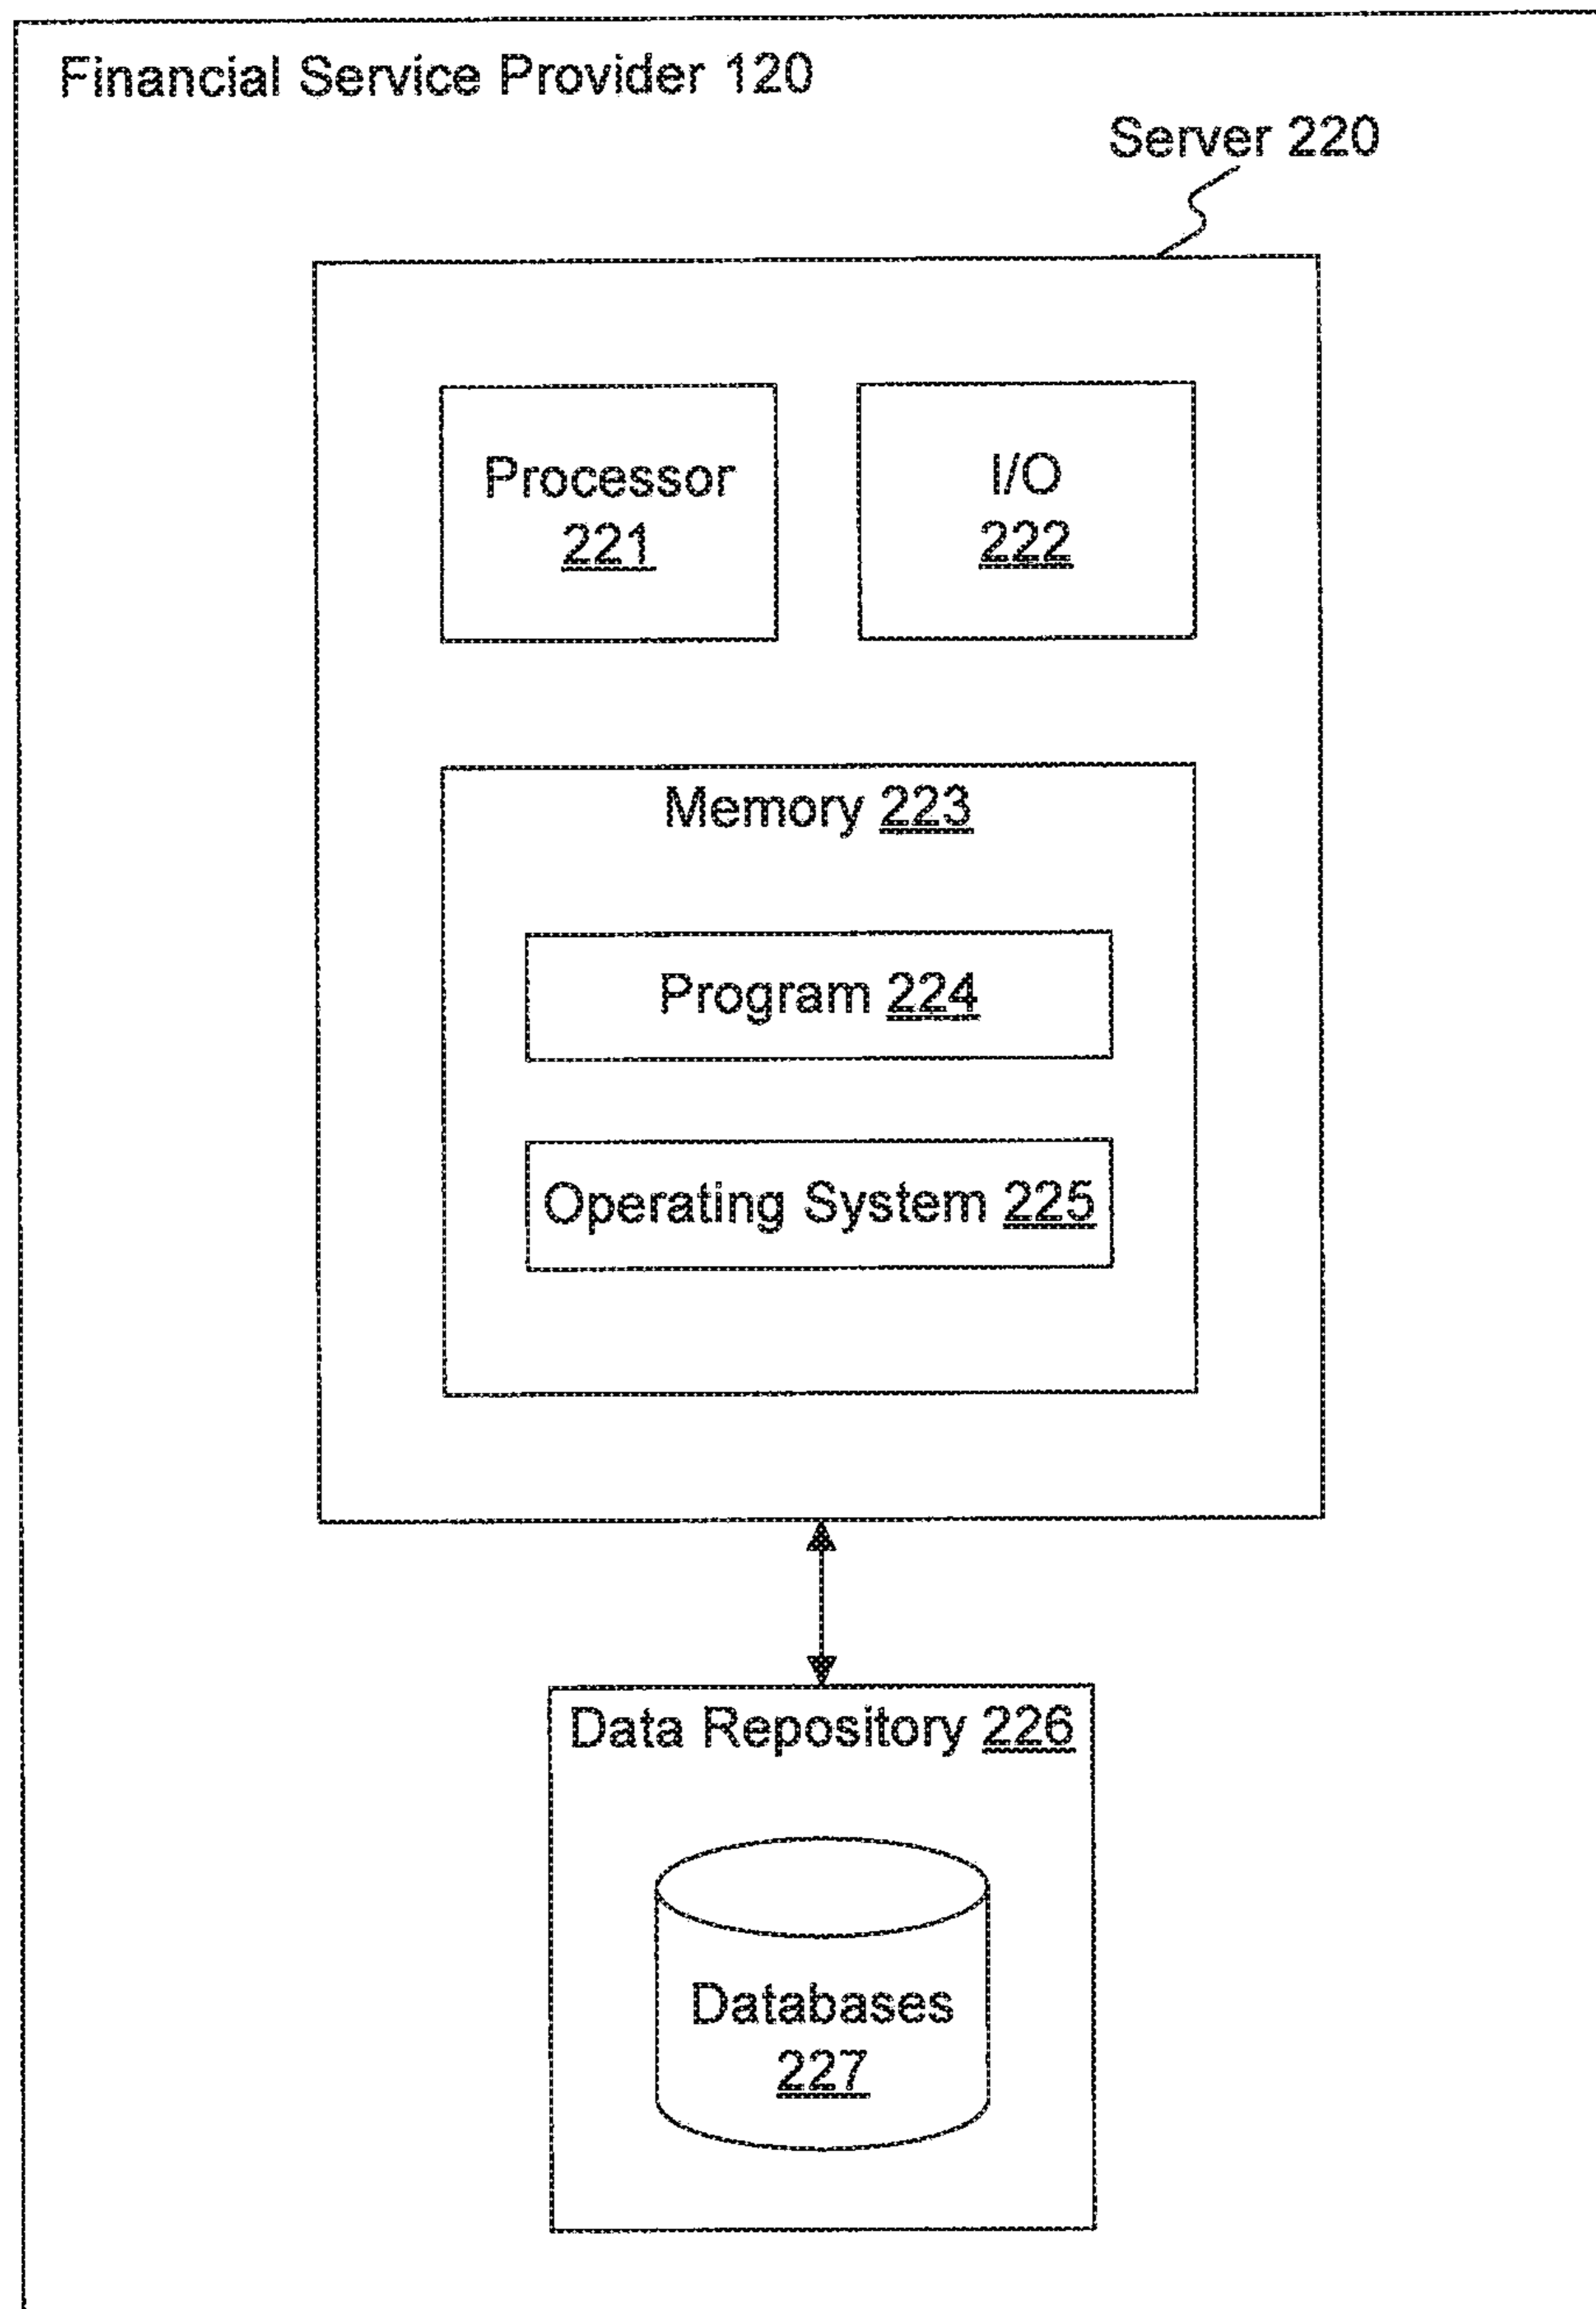 Financial Service Provider 120
Server 220
Processor
221
I/O
222
Memory 223
Program 224
Operating System 225
Data Repository 226
Databases
227